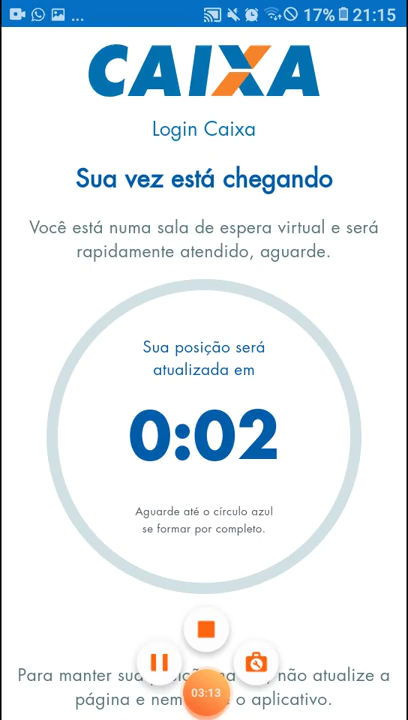 ... 17% 21:15
CAIXA
Login Caixa
Sua vez está chegando
Você está numa sala de espera virtual e será
rapidamente atendido, aguarde.
Sua posição será
atualizada em
0:02
Aguarde até o círculo azul
se formar por completo.
Para manter sua não atualize a
página e o aplicativo.
03:13